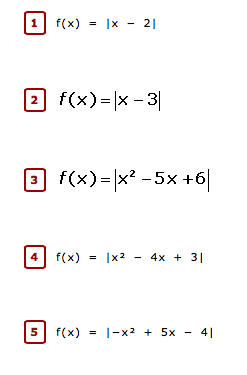 1 f(x) = |x - 2|
2 f(x)=|x-3|
3 f(x)=|x²-5x+6|
4 f(x) = |x² - 4x + 3|
5 f(x) = |-x² + 5x - 4|